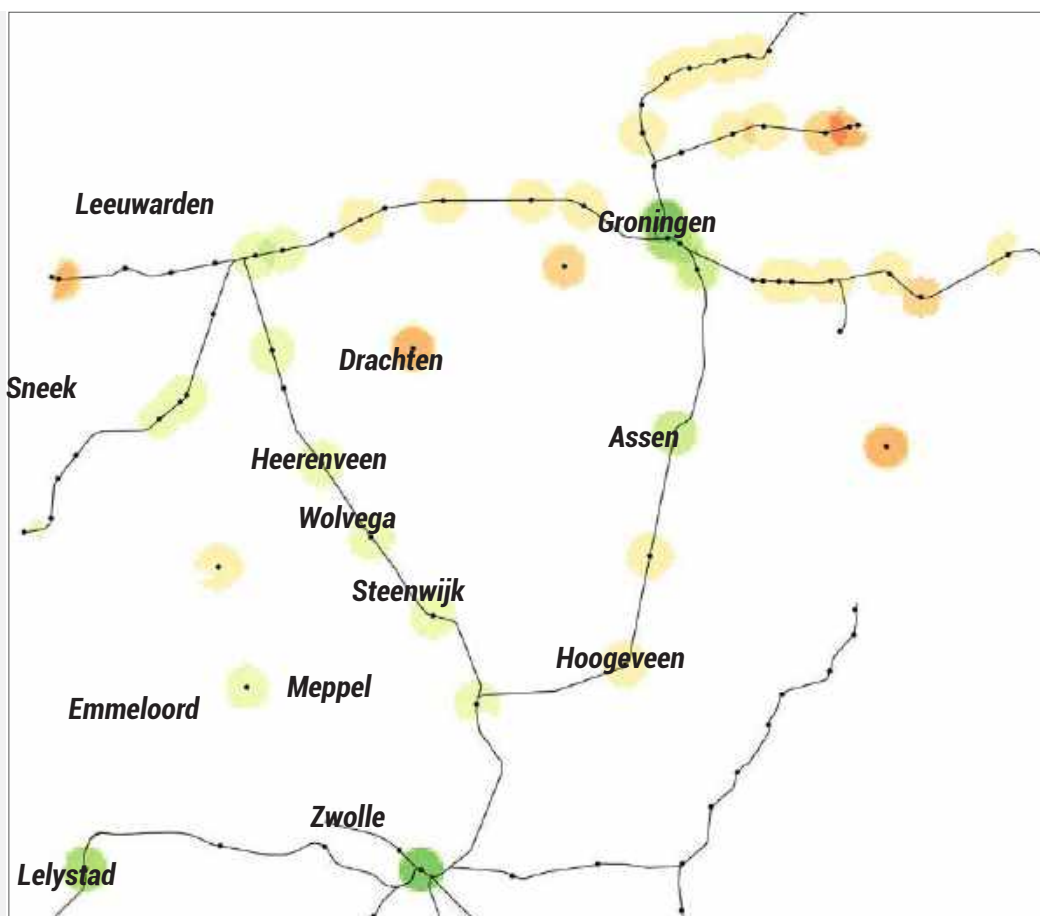 Leeuwarden
Groningen
Drachten
Sneek
Assen
Heerenveen
Wolvega
Steenwijk
Hoogeveen
Meppel
Emmeloord
Zwolle
Lelystad